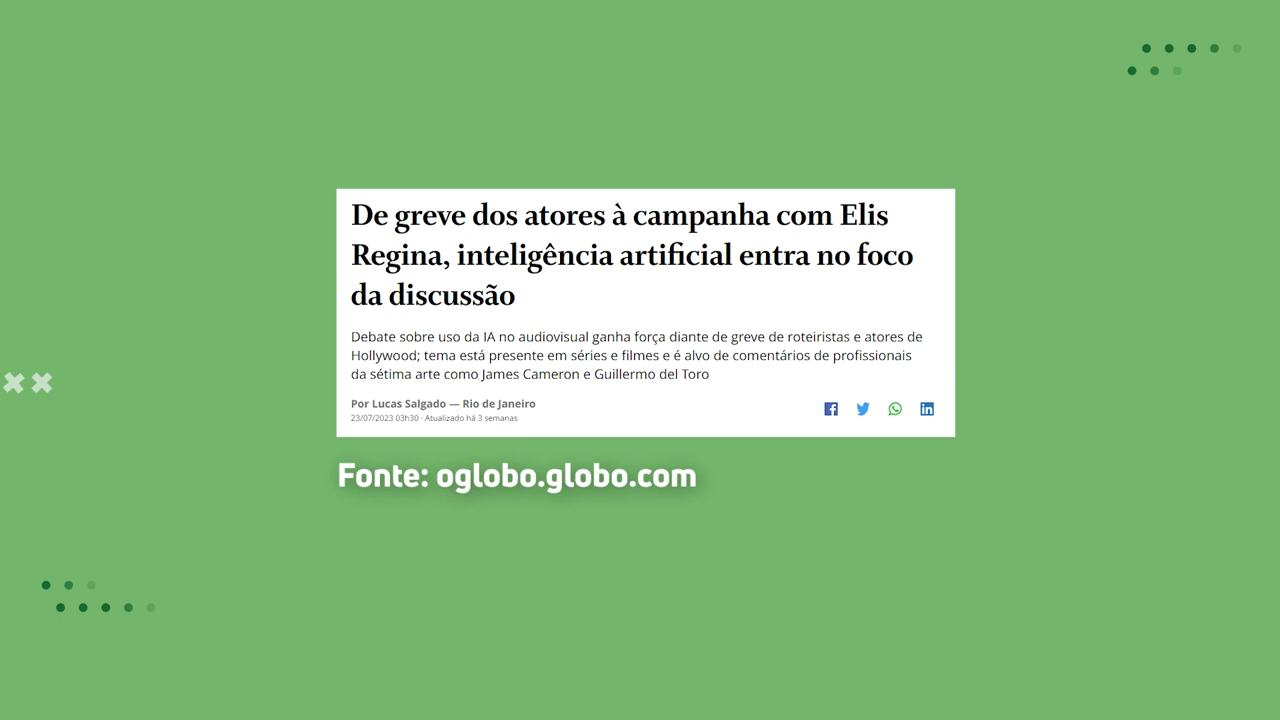 De greve dos atores à campanha com Elis
Regina, inteligência artificial entra no foco
da discussão
Debate sobre uso da IA no audiovisual ganha força diante de greve de roteiristas e atores de
Hollywood; tema está presente em séries e filmes e é alvo de comentários de profissionais
da sétima arte como James Cameron e Guillermo del Toro
Por Lucas Salgado — Rio de Janeiro
23/07/2023 03h30 · Atualizado há 3 semanas
Fonte: oglobo.globo.com